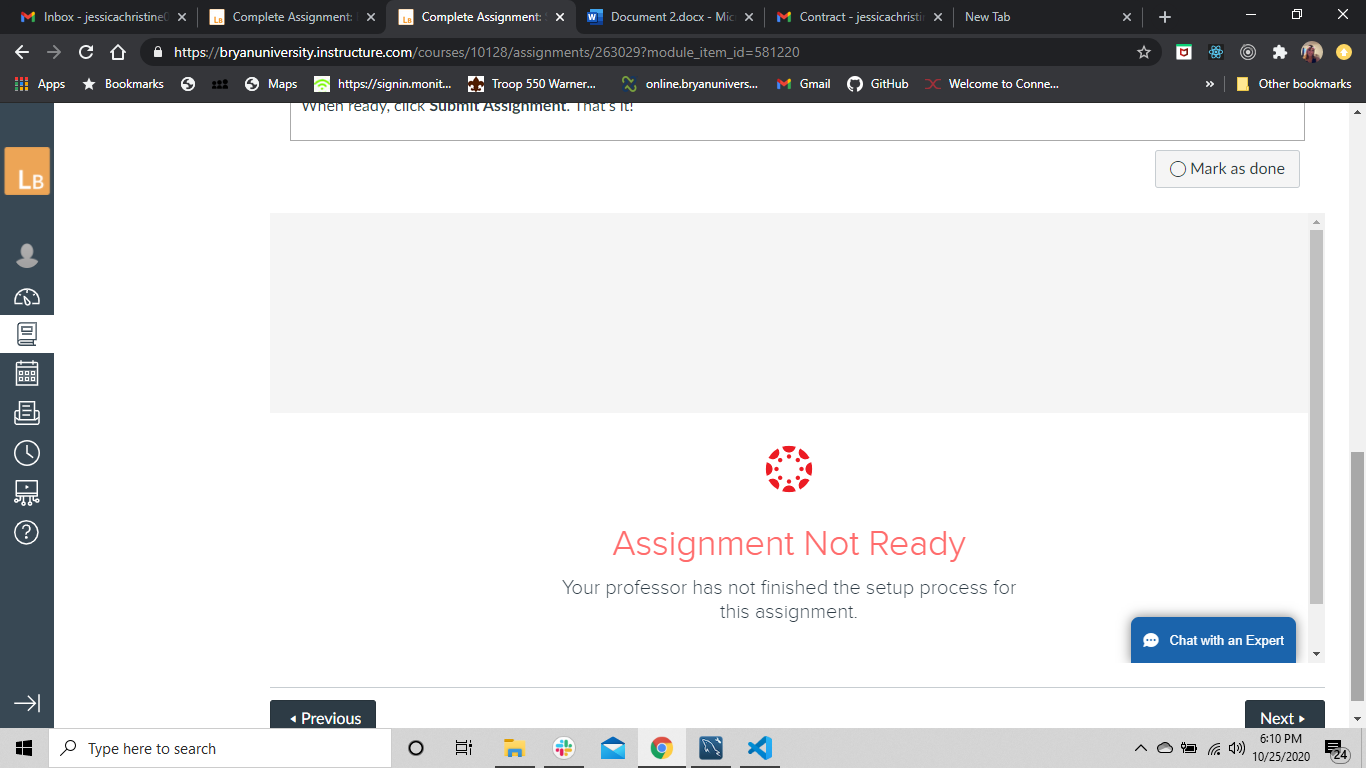 Inbox - jessicachristine
Complete Assignment:
Complete Assignment:
Document 2.docx - Mic
Contract - jessicachristi
New Tab
https://bryanuniversity.instructure.com/courses/10128/assignments/263029?module_item_id=581220
Apps
Bookmarks
Maps
https://signin.monit...
Troop 550 Warner...
online.bryanunivers...
Gmail
GitHub
Welcome to Conne...
»
Other bookmarks
When ready, click Submit Assignment. That's it!
LB
Mark as done
Assignment Not Ready
Your professor has not finished the setup process for
this assignment.
Chat with an Expert
Previous
Next
Type here to search
6:10 PM
10/25/2020
24